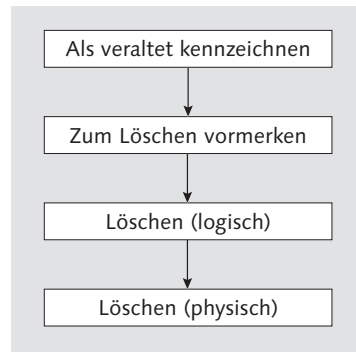 Als veraltet kennzeichnen
Zum Löschen vormerken
Löschen (logisch)
Löschen (physisch)